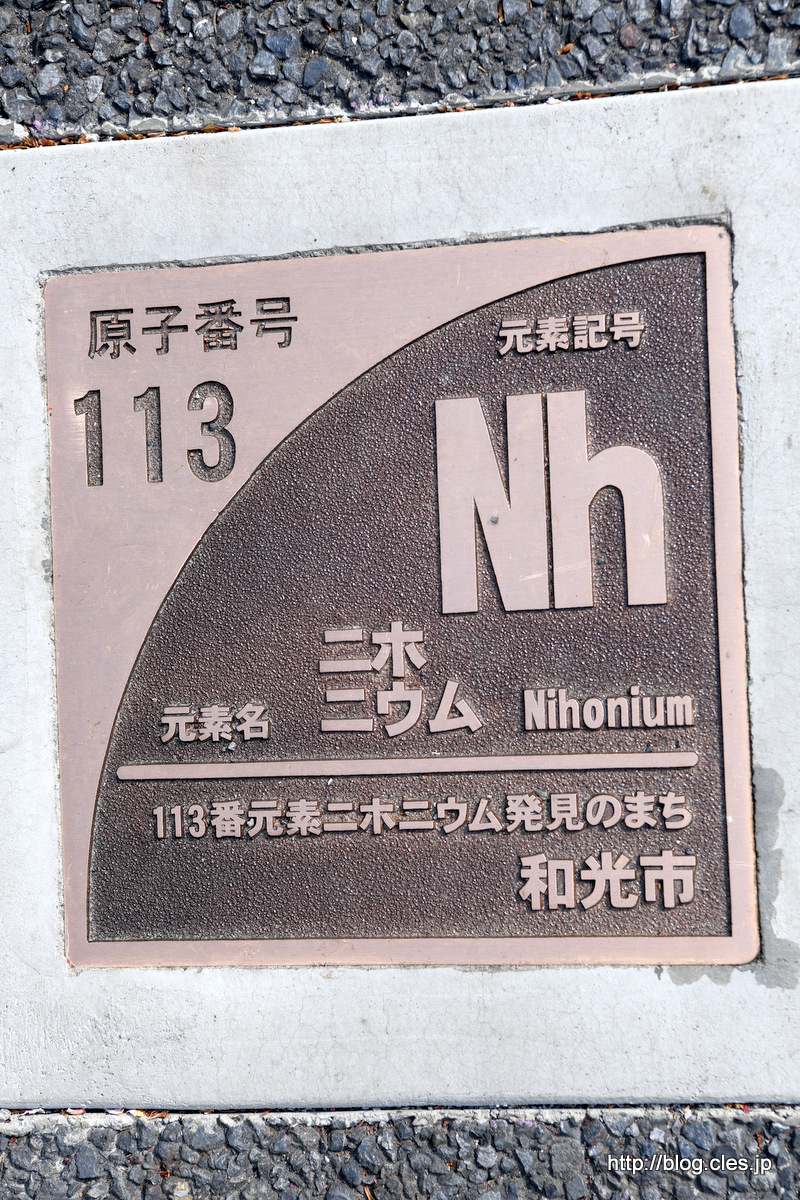 原子番号
113
元素記号
Nh
元素名
ニホ
ニウム
Nihonium
113番元素ニホニウム発見のまち
和光市
http://blog.cles.jp